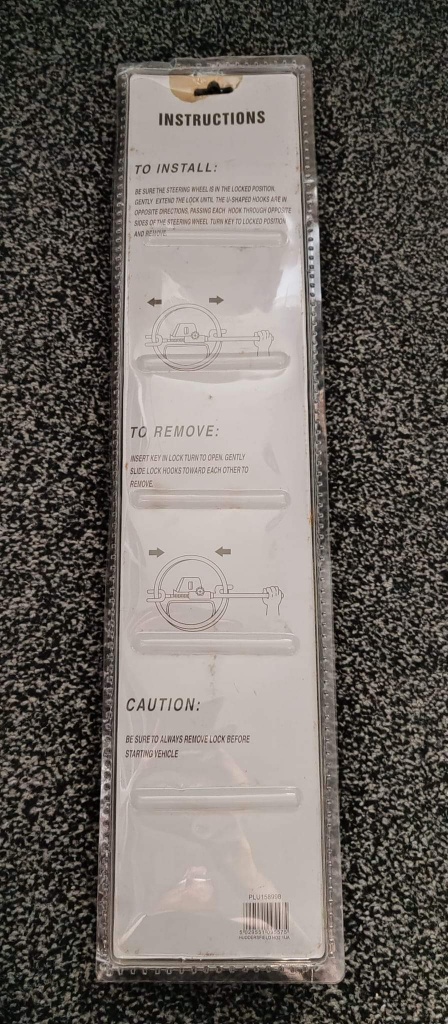 INSTRUCTIONS
TO INSTALL:
BE SURE THE STEERING WHEEL IS IN THE LOCKED POSITION.
GENTLY EXTEND THE LOCK UNTIL THE U-SHAPED HOOKS ARE IN
OPPOSITE DIRECTIONS, PASSING EACH HOOK THROUGH OPPOSITE
SIDES OF THE STEERING WHEEL TURN KEY TO LOCKED POSITION
AND REMOVE.
TO REMOVE:
INSERT KEY IN LOCK TURN TO OPEN. GENTLY
SLIDE LOCK HOOKS TOWARD EACH OTHER TO
REMOVE.
CAUTION:
BE SURE TO ALWAYS REMOVE LOCK BEFORE
STARTING VEHICLE
HUDDERSFIELD